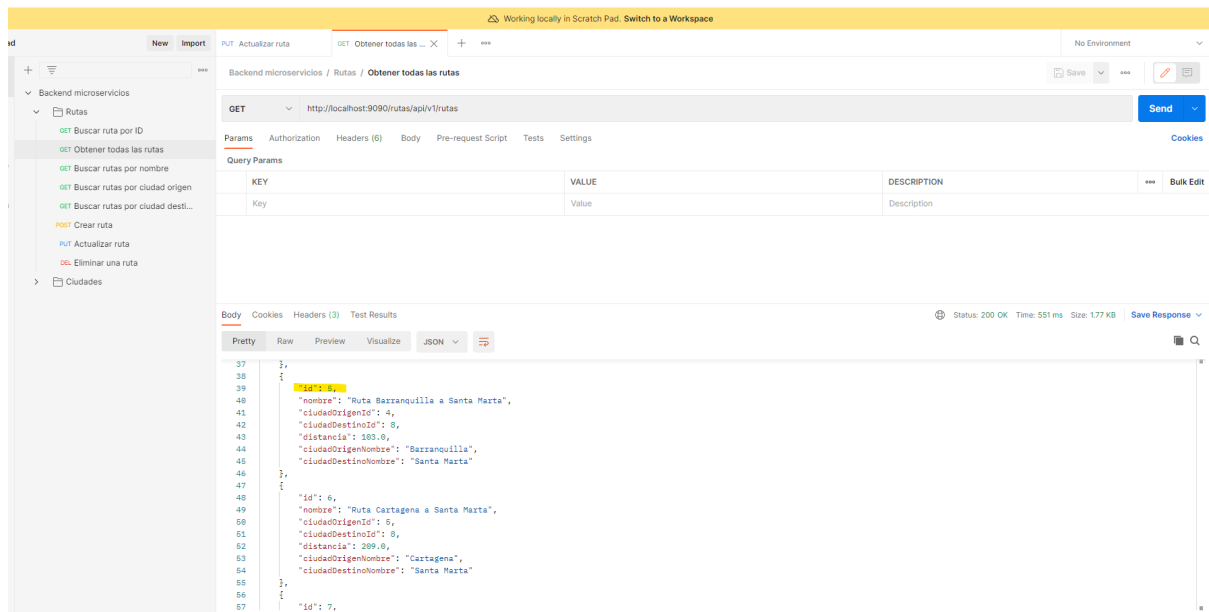 Working locally in Scratch Pad. Switch to a Workspace
ad
New Import
PUT Actualizar ruta
GET Obtener todas las ...
No Environment
Backend microservicios / Rutas / Obtener todas las rutas
Save
Backend microservicios
Rutas
GET Buscar ruta por ID
GET Obtener todas las rutas
GET Buscar rutas por nombre
GET Buscar rutas por ciudad origen
GET Buscar rutas por ciudad desti...
POST Crear ruta
PUT Actualizar ruta
DEL Eliminar una ruta
Ciudades
GET http://localhost:9090/rutas/api/v1/rutas Send
Params Authorization Headers (6) Body Pre-request Script Tests Settings Cookies
Query Params
KEY VALUE DESCRIPTION Bulk Edit
Key Value Description
Body Cookies Headers (3) Test Results Status: 200 OK Time: 551 ms Size: 1.77 KB Save Response
Pretty Raw Preview Visualize JSON
37 },
38 {
39 "id": 5,
40 "nombre": "Ruta Barranquilla a Santa Marta",
41 "ciudadOrigenId": 4,
42 "ciudadDestinoId": 8,
43 "distancia": 103.0,
44 "ciudadOrigenNombre": "Barranquilla",
45 "ciudadDestinoNombre": "Santa Marta"
46 },
47 {
48 "id": 6,
49 "nombre": "Ruta Cartagena a Santa Marta",
50 "ciudadOrigenId": 5,
51 "ciudadDestinoId": 8,
52 "distancia": 209.0,
53 "ciudadOrigenNombre": "Cartagena",
54 "ciudadDestinoNombre": "Santa Marta"
55 },
56 {
57 "id": 7,